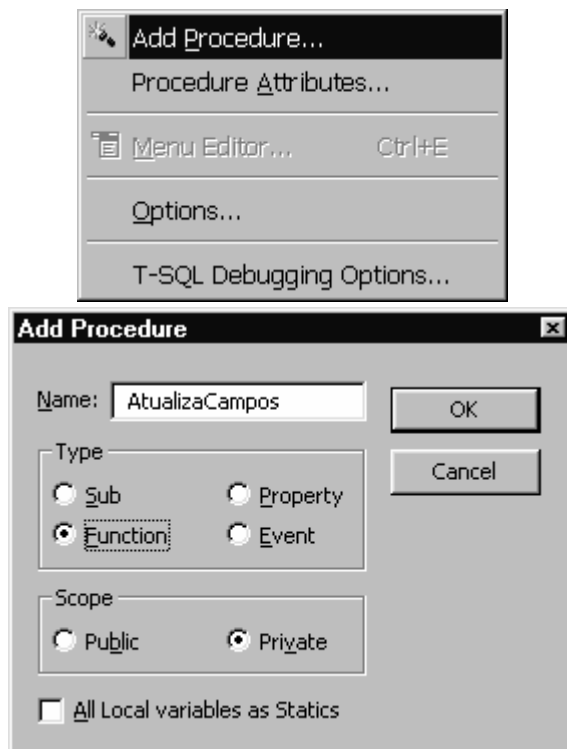 Add Procedure...
Procedure Attributes...
Menu Editor... Ctrl+E
Options...
T-SQL Debugging Options...
Add Procedure
Name: AtualizaCampos
OK
Type
Cancel
Sub Property
Function Event
Scope
Public Private
All Local variables as Statics